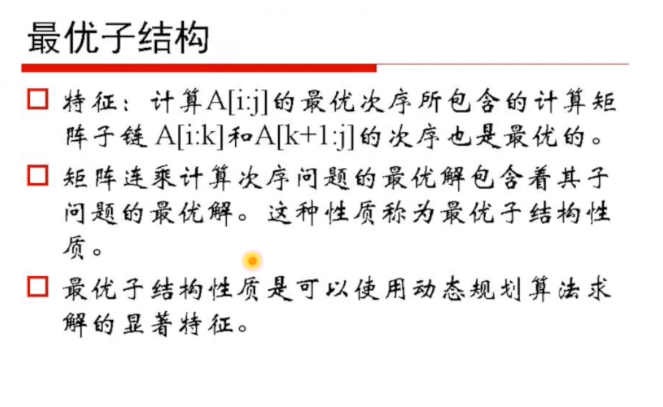 最优子结构
特征：计算A[i:j]的最优次序所包含的计算矩
阵子链 A[i:k]和A[k+1:j]的次序也是最优的。
矩阵连乘计算次序问题的最优解包含着其子
问题的最优解。这种性质称为最优子结构性
质。
最优子结构性质是可以使用动态规划算法求
解的显著特征。